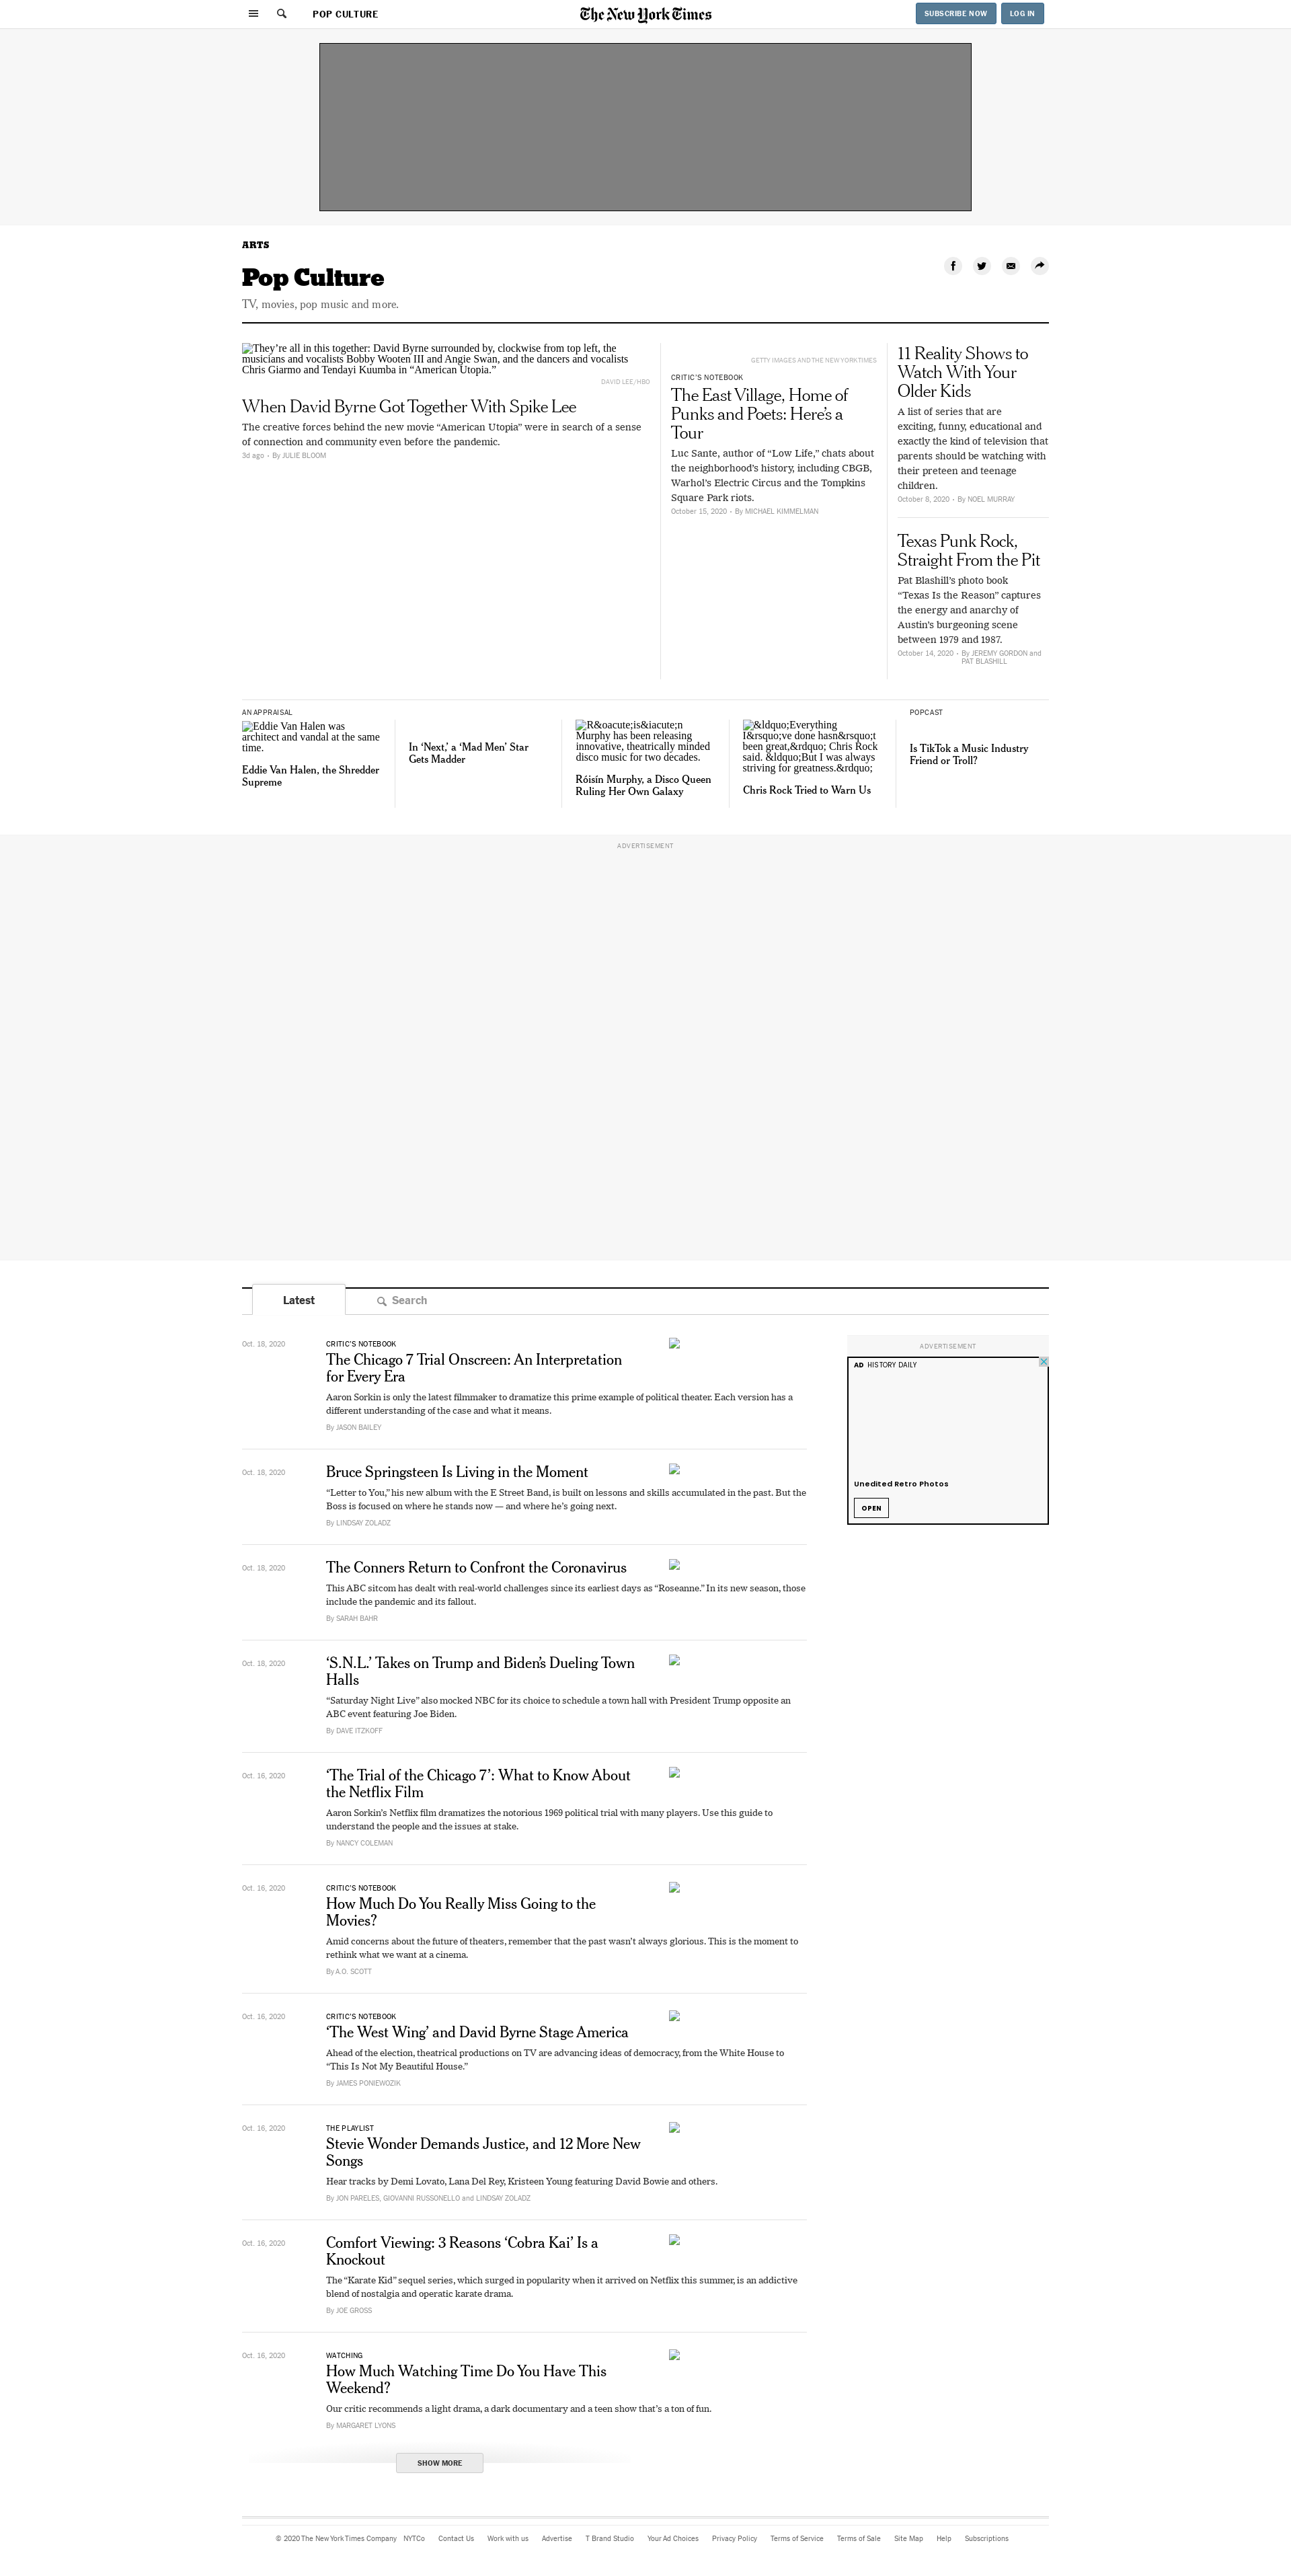 POP CULTURE
The New York Times
SUBSCRIBE NOW
LOG IN
ARTS
Pop Culture
TV, movies, pop music and more.
They’re all in this together: David Byrne surrounded by, clockwise from top left, the
musicians and vocalists Bobby Wooten III and Angie Swan, and the dancers and vocalists
Chris Giarmo and Tendayi Kuumba in “American Utopia.”
DAVID LEE/HBO
When David Byrne Got Together With Spike Lee
The creative forces behind the new movie “American Utopia” were in search of a sense
of connection and community even before the pandemic.
3d ago • By JULIE BLOOM
GETTY IMAGES AND THE NEW YORK TIMES
CRITIC’S NOTEBOOK
The East Village, Home of
Punks and Poets: Here’s a
Tour
Luc Sante, author of “Low Life,” chats about
the neighborhood’s history, including CBGB,
Warhol’s Electric Circus and the Tompkins
Square Park riots.
October 15, 2020 • By MICHAEL KIMMELMAN
11 Reality Shows to
Watch With Your
Older Kids
A list of series that are
exciting, funny, educational and
exactly the kind of television that
parents should be watching with
their preteen and teenage
children.
October 8, 2020 • By NOEL MURRAY
Texas Punk Rock,
Straight From the Pit
Pat Blashill’s photo book
“Texas Is the Reason” captures
the energy and anarchy of
Austin’s burgeoning scene
between 1979 and 1987.
October 14, 2020 • By JEREMY GORDON and
PAT BLASHILL
AN APPRAISAL
Eddie Van Halen was
architect and vandal at the same
time.
Eddie Van Halen, the Shredder
Supreme
In ‘Next,’ a ‘Mad Men’ Star
Gets Madder
R&oacute;is&iacute;n
Murphy has been releasing
innovative, theatrically minded
disco music for two decades.
Róisín Murphy, a Disco Queen
Ruling Her Own Galaxy
&ldquo;Everything
I&rsquo;ve done hasn&rsquo;t
been great,&rdquo; Chris Rock
said. &ldquo;But I was always
striving for greatness.&rdquo;
Chris Rock Tried to Warn Us
POPCAST
Is TikTok a Music Industry
Friend or Troll?
ADVERTISEMENT
Latest
Search
Oct. 18, 2020
CRITIC’S NOTEBOOK
The Chicago 7 Trial Onscreen: An Interpretation
for Every Era
Aaron Sorkin is only the latest filmmaker to dramatize this prime example of political theater. Each version has a
different understanding of the case and what it means.
By JASON BAILEY
ADVERTISEMENT
AD HISTORY DAILY
Unedited Retro Photos
OPEN
Oct. 18, 2020
Bruce Springsteen Is Living in the Moment
“Letter to You,” his new album with the E Street Band, is built on lessons and skills accumulated in the past. But the
Boss is focused on where he stands now — and where he’s going next.
By LINDSAY ZOLADZ
Oct. 18, 2020
The Conners Return to Confront the Coronavirus
This ABC sitcom has dealt with real-world challenges since its earliest days as “Roseanne.” In its new season, those
include the pandemic and its fallout.
By SARAH BAHR
Oct. 18, 2020
‘S.N.L.’ Takes on Trump and Biden’s Dueling Town
Halls
“Saturday Night Live” also mocked NBC for its choice to schedule a town hall with President Trump opposite an
ABC event featuring Joe Biden.
By DAVE ITZKOFF
Oct. 16, 2020
‘The Trial of the Chicago 7’: What to Know About
the Netflix Film
Aaron Sorkin’s Netflix film dramatizes the notorious 1969 political trial with many players. Use this guide to
understand the people and the issues at stake.
By NANCY COLEMAN
Oct. 16, 2020
CRITIC’S NOTEBOOK
How Much Do You Really Miss Going to the
Movies?
Amid concerns about the future of theaters, remember that the past wasn’t always glorious. This is the moment to
rethink what we want at a cinema.
By A.O. SCOTT
Oct. 16, 2020
CRITIC’S NOTEBOOK
‘The West Wing’ and David Byrne Stage America
Ahead of the election, theatrical productions on TV are advancing ideas of democracy, from the White House to
“This Is Not My Beautiful House.”
By JAMES PONIEWOZIK
Oct. 16, 2020
THE PLAYLIST
Stevie Wonder Demands Justice, and 12 More New
Songs
Hear tracks by Demi Lovato, Lana Del Rey, Kristeen Young featuring David Bowie and others.
By JON PARELES, GIOVANNI RUSSONELLO and LINDSAY ZOLADZ
Oct. 16, 2020
Comfort Viewing: 3 Reasons ‘Cobra Kai’ Is a
Knockout
The “Karate Kid” sequel series, which surged in popularity when it arrived on Netflix this summer, is an addictive
blend of nostalgia and operatic karate drama.
By JOE GROSS
Oct. 16, 2020
WATCHING
How Much Watching Time Do You Have This
Weekend?
Our critic recommends a light drama, a dark documentary and a teen show that’s a ton of fun.
By MARGARET LYONS
SHOW MORE
© 2020 The New York Times Company NYTCo Contact Us Work with us Advertise T Brand Studio Your Ad Choices Privacy Policy Terms of Service Terms of Sale Site Map Help Subscriptions